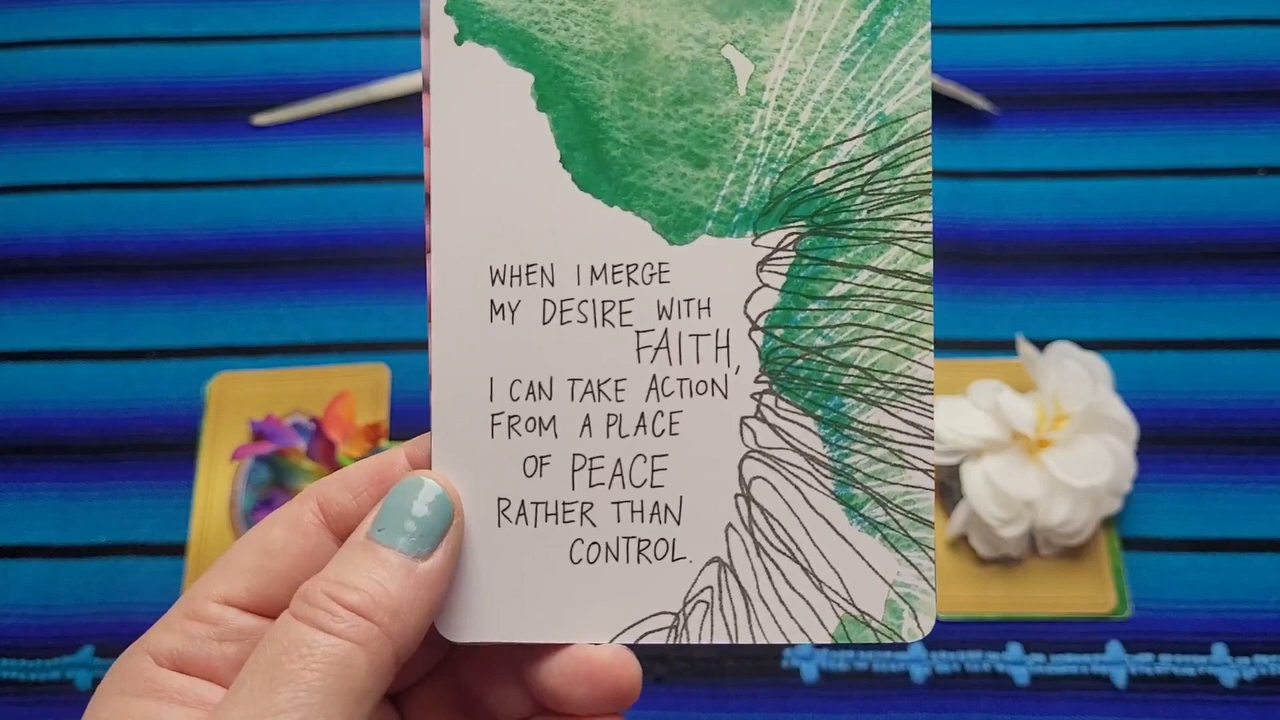 WHEN I MERGE
MY DESIRE WITH
FAITH,
I CAN TAKE ACTION
FROM A PLACE
OF PEACE
RATHER THAN
CONTROL.